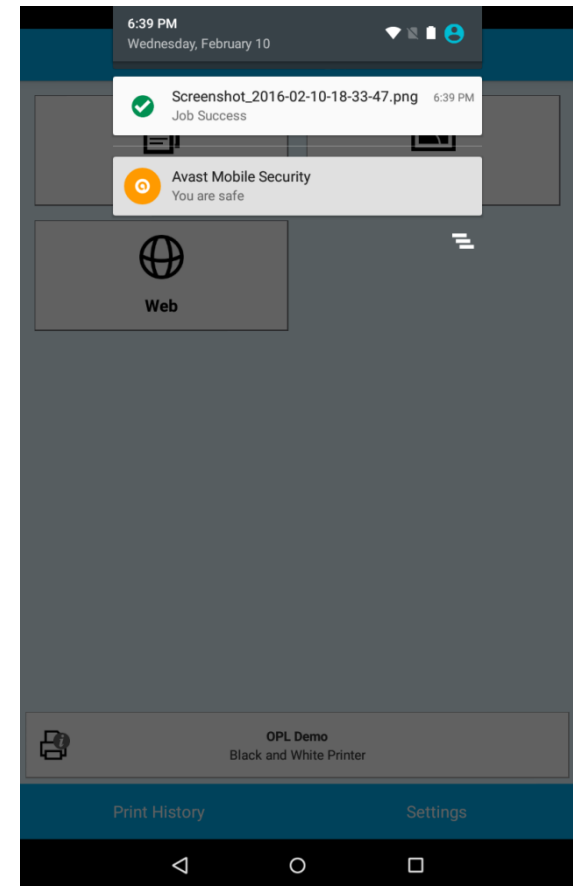 6:39 PM
Wednesday, February 10
Screenshot_2016-02-10-18-33-47.png 6:39 PM
Job Success
Avast Mobile Security
You are safe
Web
OPL Demo
Black and White Printer
Print History Settings